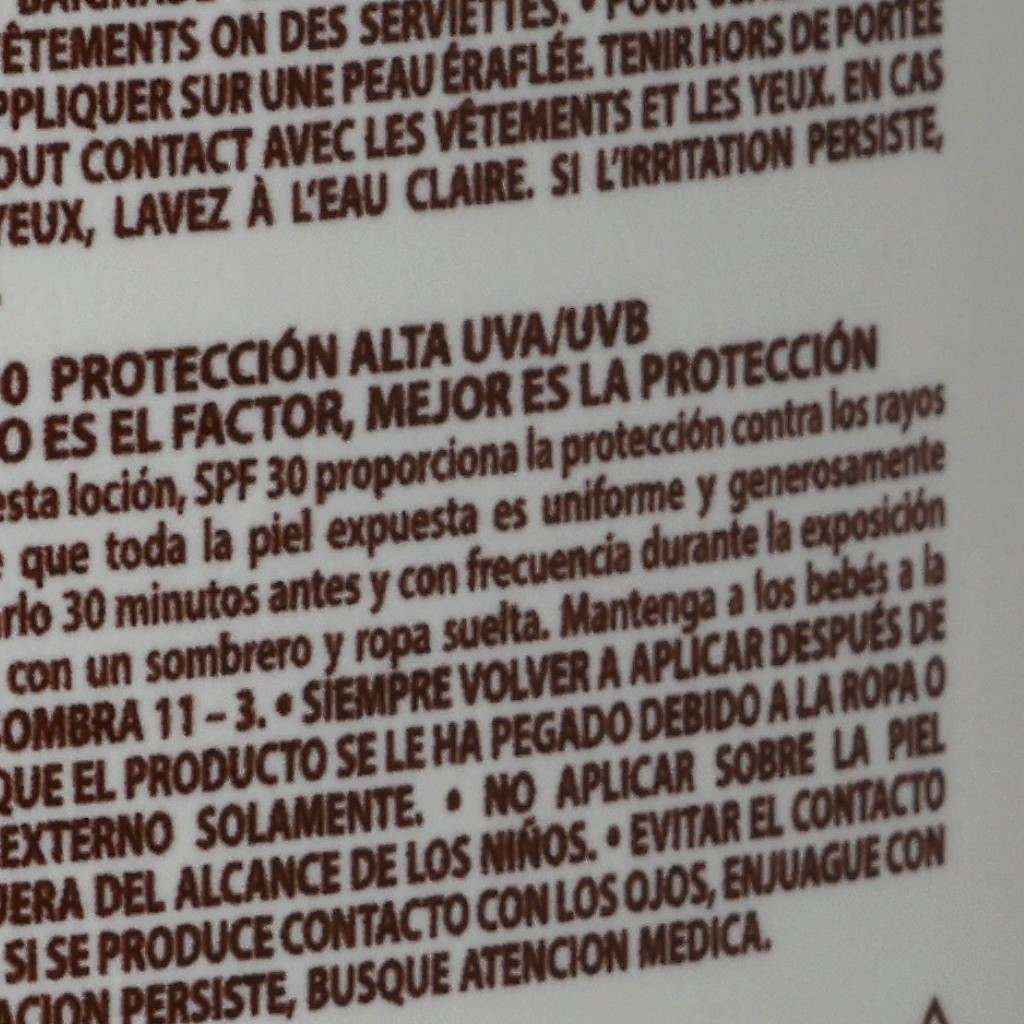 ÊTEMENTS ON DES SERVIETTES. •
SUR UNE PEAU ÉRAFLÉE. TENIR HORS DE PORTÉE
CONTACT AVEC LES VÊTEMENTS ET LES YEUX. EN CAS
YEUX, LAVEZ À L'EAU CLAIRE. SI L'IRRITATION PERSISTE,
0 PROTECCIÓN ALTA UVA/UVB
O ES EL FACTOR, MEJOR ES LA PROTECCIÓN
esta loción, SPF 30 proporciona la protección contra los rayos
que toda la piel expuesta es uniforme y generosamente
rlo 30 minutos antes y con frecuencia durante la exposición
con un sombrero y ropa suelta. Mantenga a los bebés a la
SOMBRA 11 – 3. • SIEMPRE VOLVER A APLICAR DESPUÉS DE
QUE EL PRODUCTO SE LE HA PEGADO DEBIDO A LA ROPA O
EXTERNO SOLAMENTE. • NO APLICAR SOBRE LA PIEL
UERA DEL ALCANCE DE LOS NIÑOS. • EVITAR EL CONTACTO
SI SE PRODUCE CONTACTO CON LOS OJOS, ENJUAGUE CON
ACION PERSISTE, BUSQUE ATENCION MEDICA.